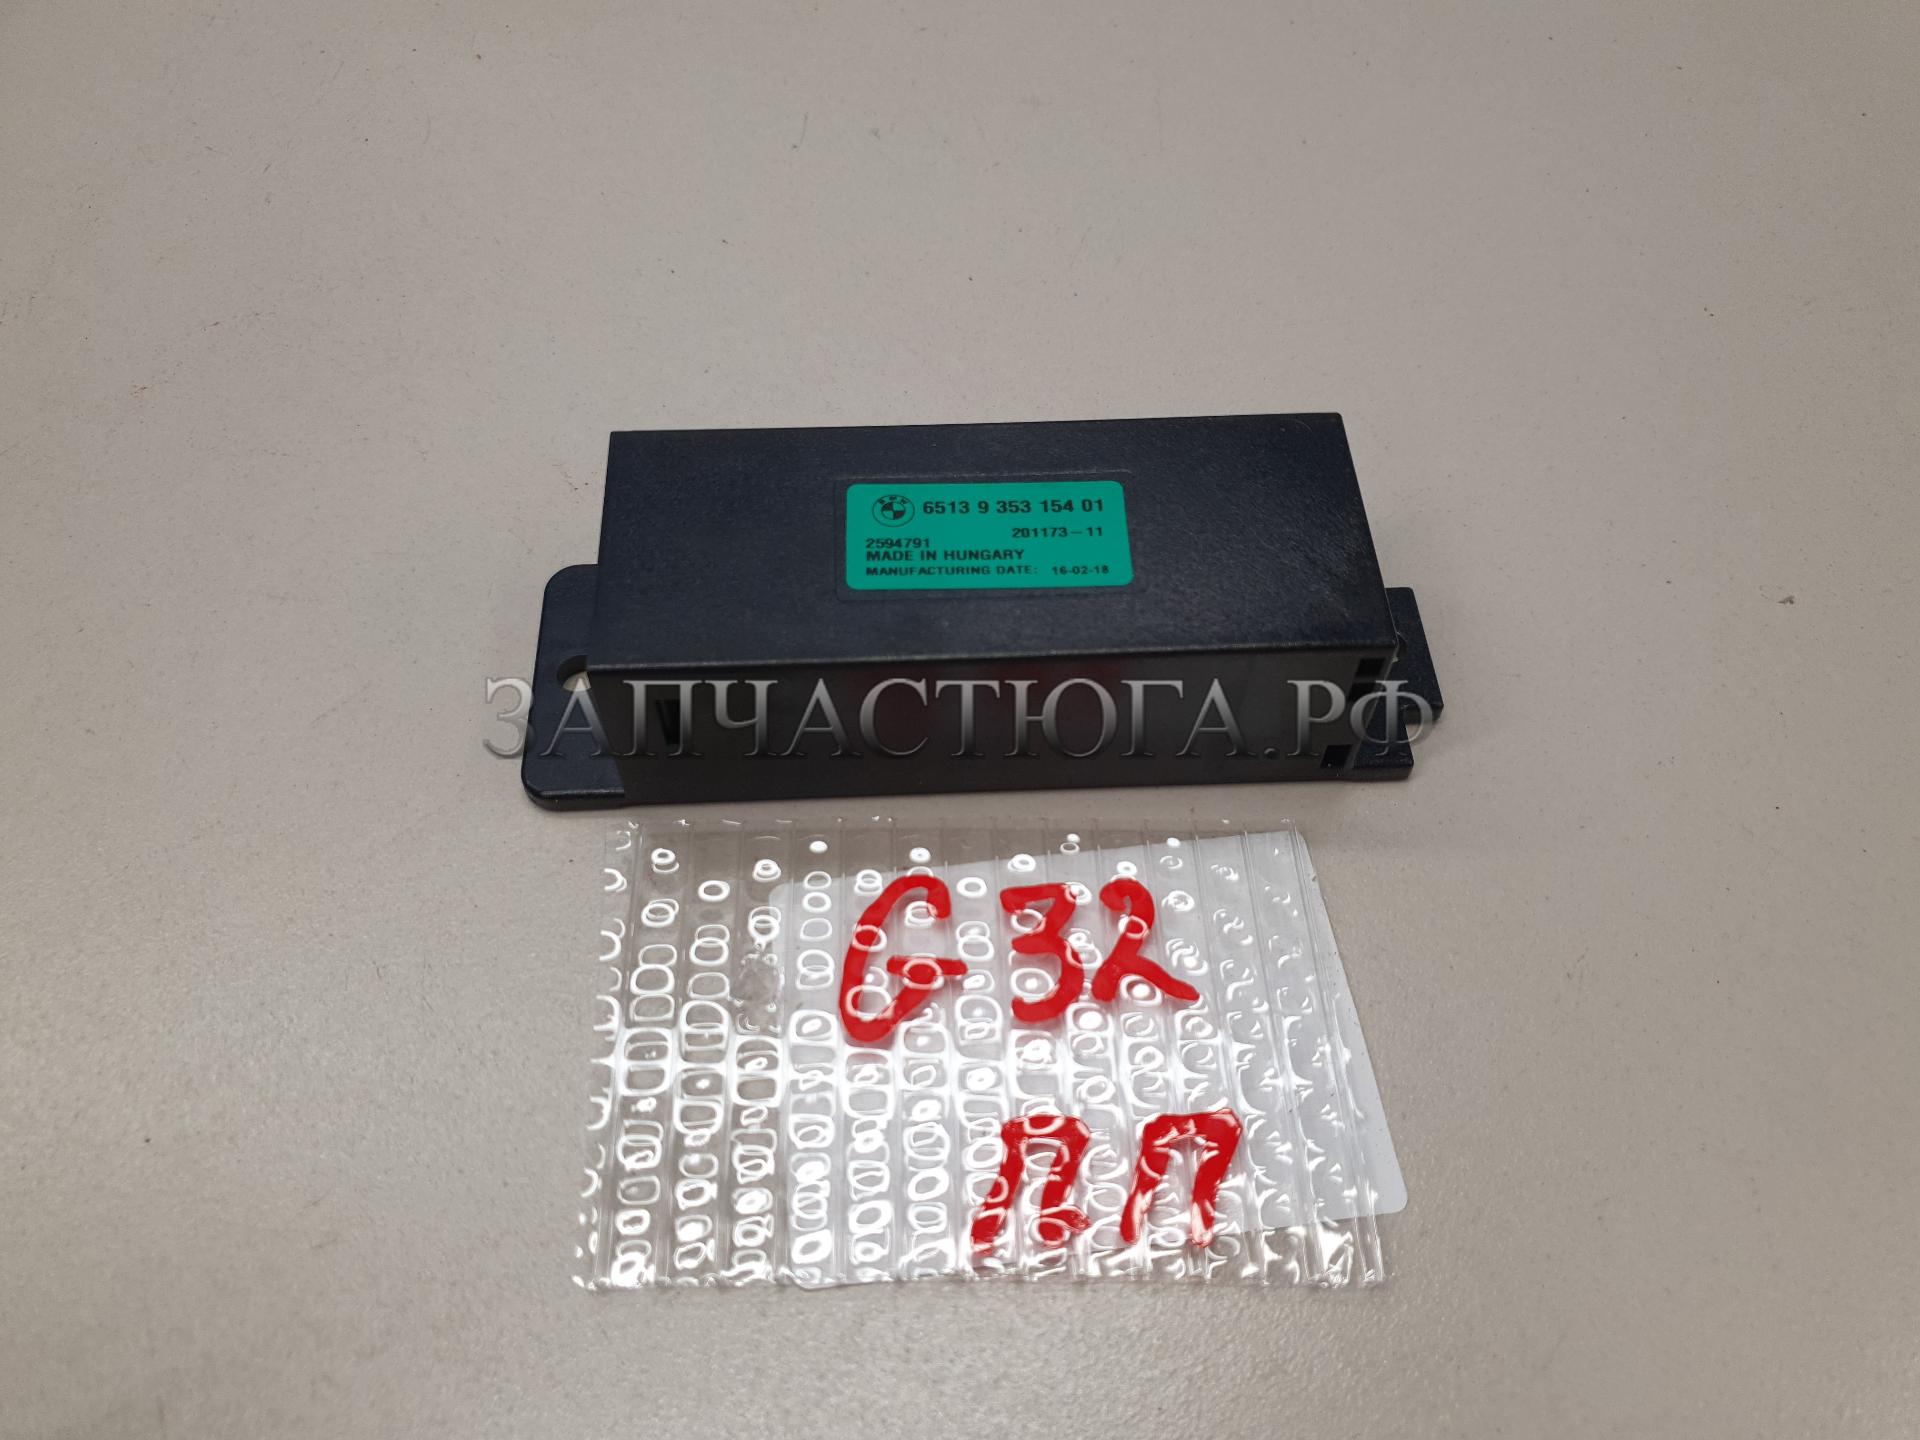 BMW
6513 9 353 154 01
201173-11
2594791
MADE IN HUNGARY
MANUFACTURING DATE: 16-02-18
ЗАПЧАСТЮГА.РФ
G32
ПП